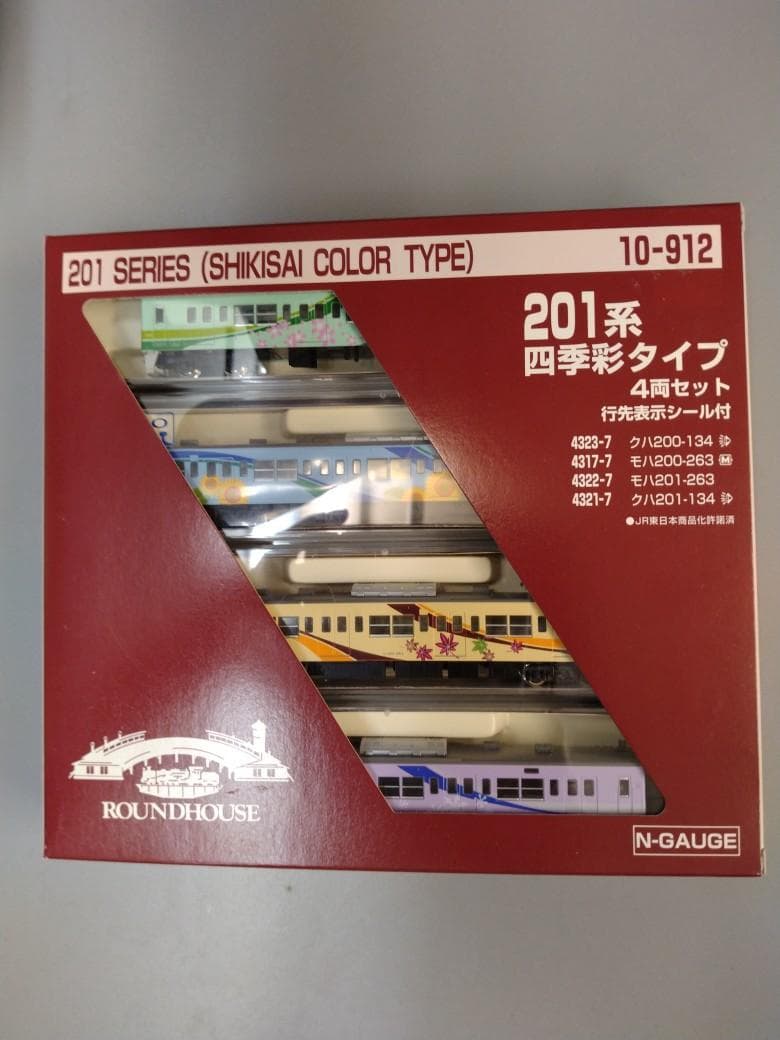 201 SERIES (SHIKISAI COLOR TYPE)
10-912
201系
四季彩タイプ
4両セット
行先表示シール付
4323-7 クハ200-134
4317-7 モハ200-263 M
4322-7 モハ201-263
4321-7 クハ201-134
●JR東日本商品化許諾済
ROUNDHOUSE
N-GAUGE